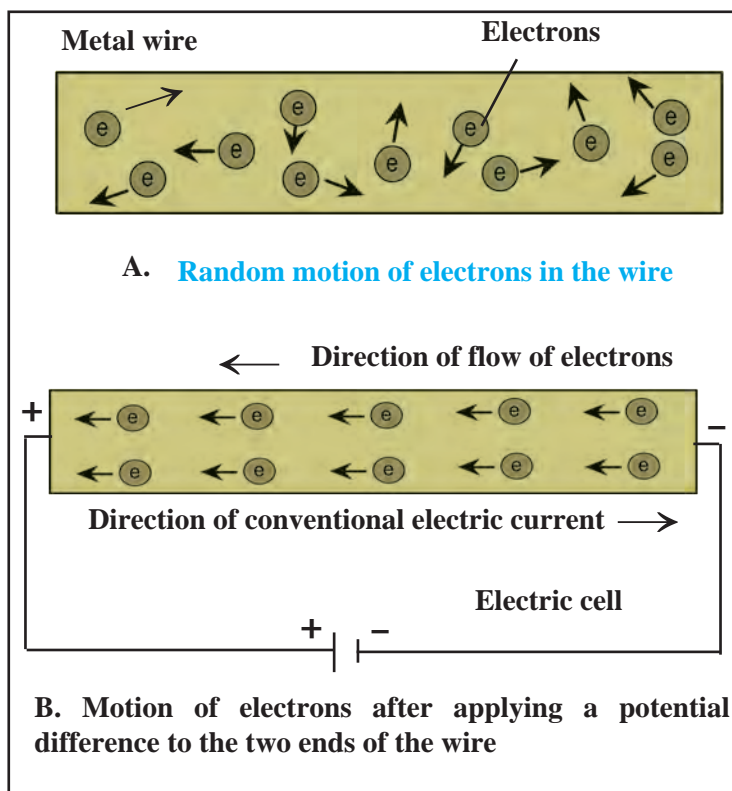 Metal wire
Electrons
e
e
e
e
e
e
e
e
e
e
e
A. Random motion of electrons in the wire
Direction of flow of electrons
+
−
e e e e e
e e e e e
Direction of conventional electric current
Electric cell
+ −
B. Motion of electrons after applying a potential
difference to the two ends of the wire